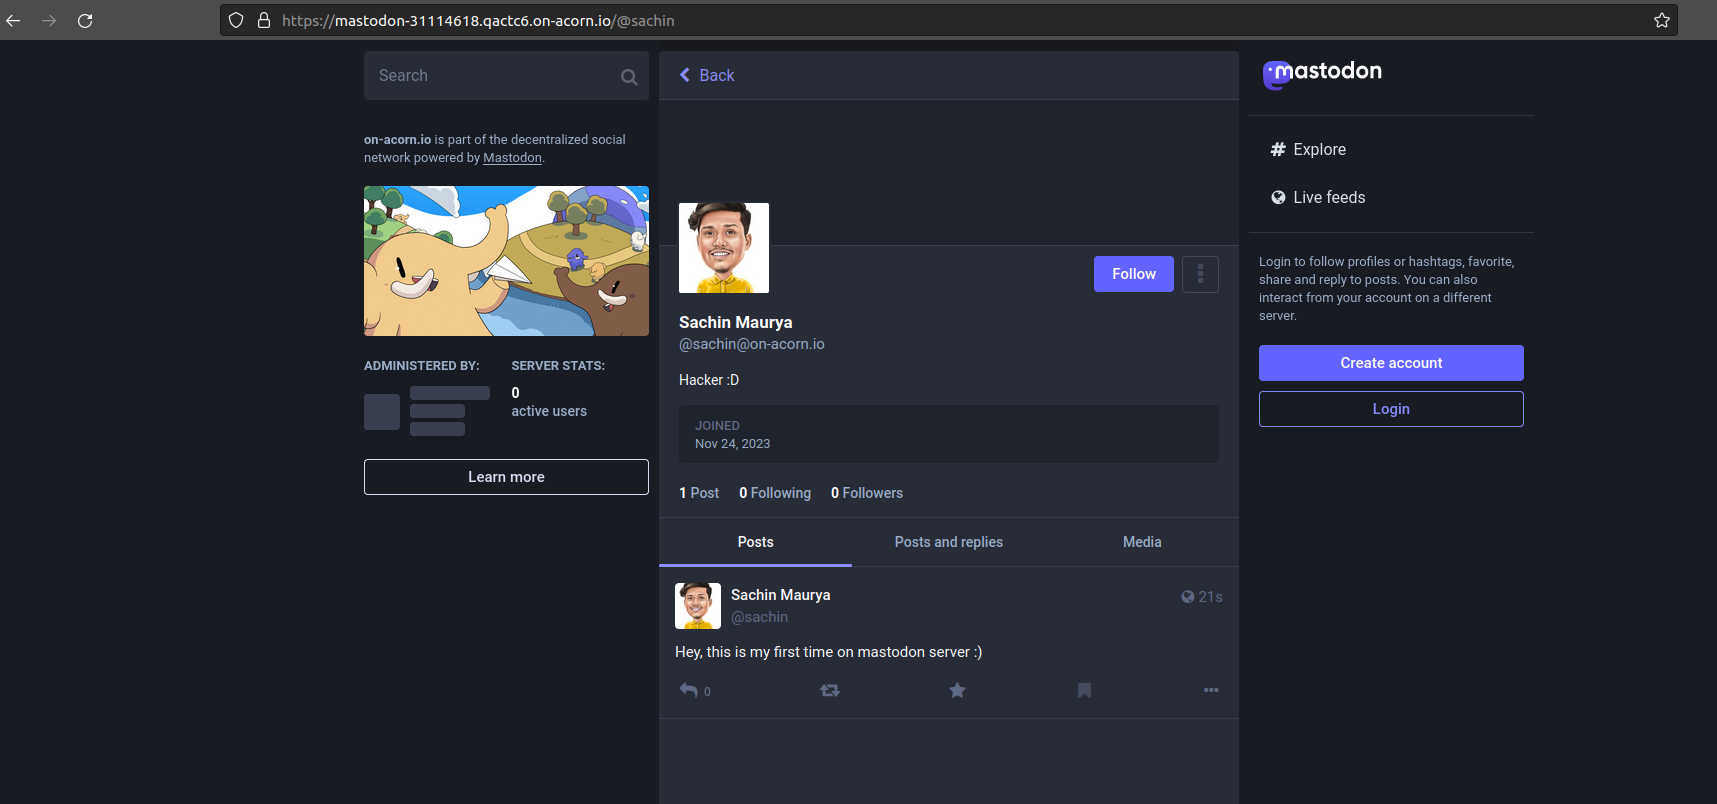 https://mastodon-31114618.qactc6.on-acorn.io/@sachin
Search
on-acorn.io is part of the decentralized social
network powered by Mastodon.
ADMINISTERED BY:
SERVER STATS:
0
active users
Learn more
Back
Follow
Sachin Maurya
@sachin@on-acorn.io
Hacker :D
JOINED
Nov 24, 2023
1 Post 0 Following 0 Followers
Posts Posts and replies Media
Sachin Maurya
21s
@sachin
Hey, this is my first time on mastodon server :)
0
mastodon
Explore
Live feeds
Login to follow profiles or hashtags, favorite,
share and reply to posts. You can also
interact from your account on a different
server.
Create account
Login